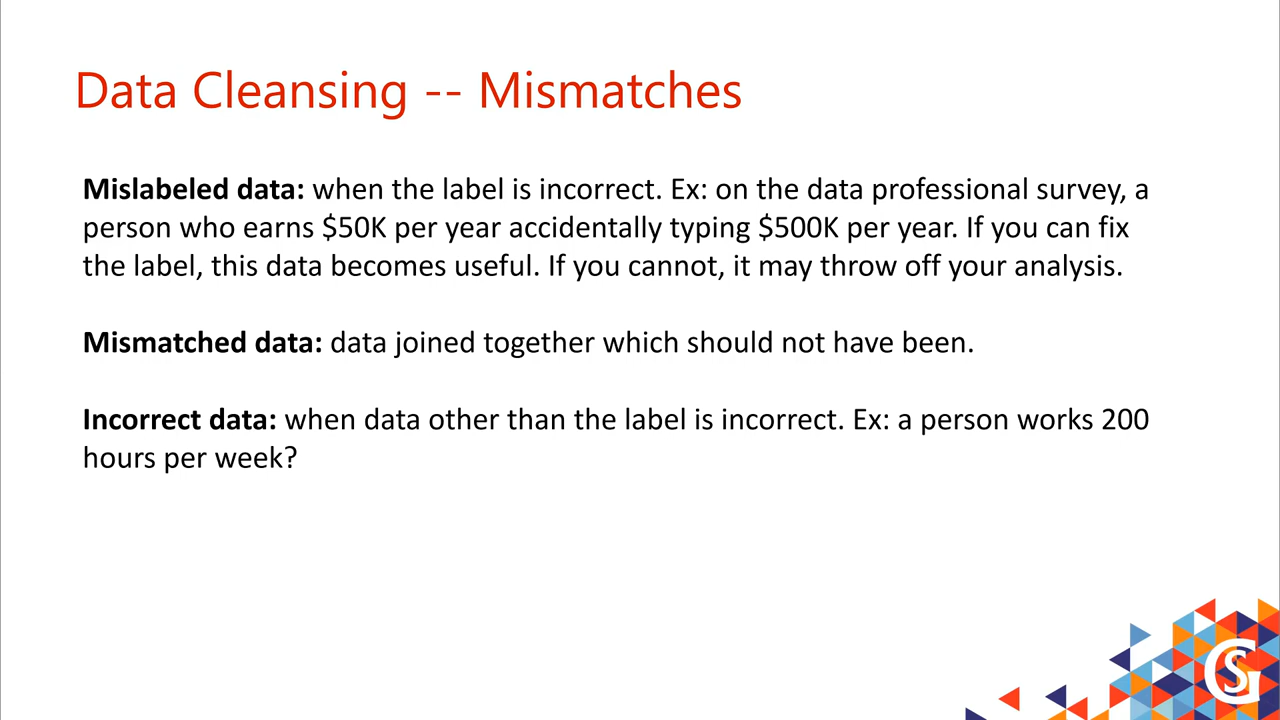 Data Cleansing -- Mismatches
Mislabeled data: when the label is incorrect. Ex: on the data professional survey, a
person who earns $50K per year accidentally typing $500K per year. If you can fix
the label, this data becomes useful. If you cannot, it may throw off your analysis.
Mismatched data: data joined together which should not have been.
Incorrect data: when data other than the label is incorrect. Ex: a person works 200
hours per week?
GS